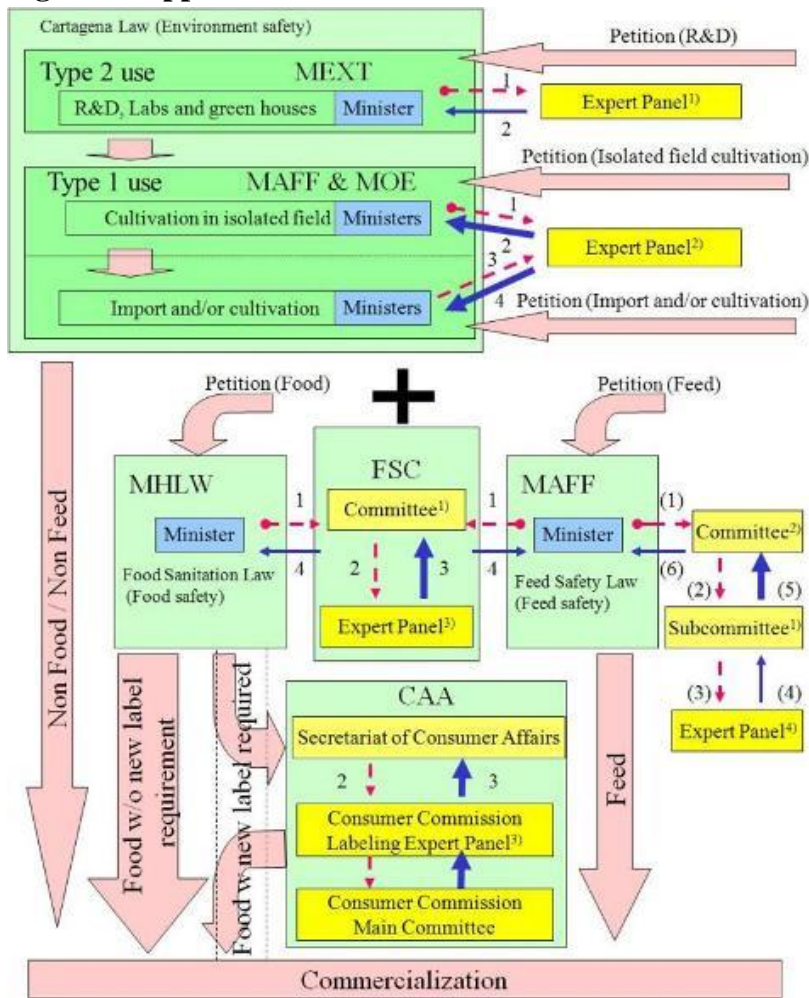 Cartagena Law (Environment safety)
Petition (R&D)
Type 2 use MEXT
R&D, Labs and green houses Minister
1
2
Expert Panel1)
Petition (Isolated field cultivation)
Type 1 use MAFF & MOE
Cultivation in isolated field Ministers
1
2
3
4
Expert Panel2)
Import and/or cultivation Ministers
Petition (Import and/or cultivation)
Petition (Food)
+
Petition (Feed)
MHLW
Minister
Food Sanitation Law
(Food safety)
1
4
FSC
Committee1)
2
3
Expert Panel3)
1
4
MAFF
Minister
Feed Safety Law
(Feed safety)
(1)
(6)
Committee2)
(2)
(5)
Subcommittee1)
(3)
(4)
Expert Panel4)
Non Food / Non Feed
Food w/o new label
requirement
Food w new label required
CAA
Secretariat of Consumer Affairs
2
3
Consumer Commission
Labeling Expert Panel3)
Consumer Commission
Main Committee
Feed
Commercialization